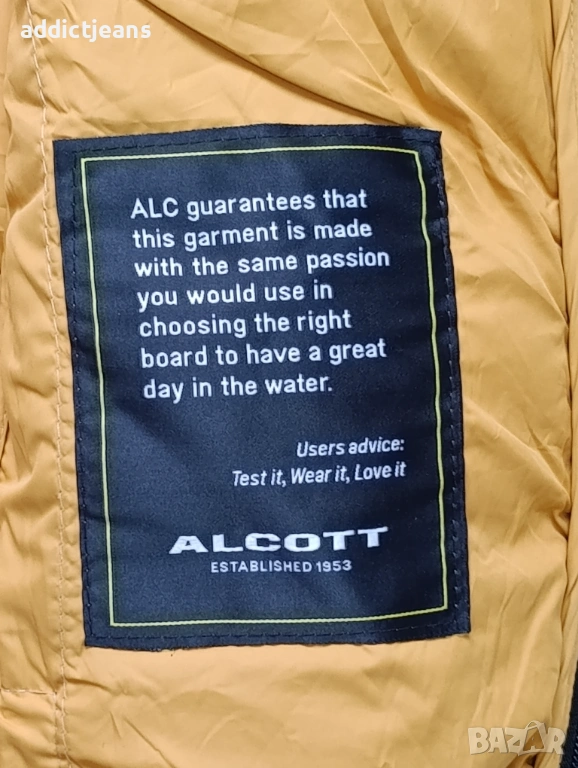 addictjeans
ALC guarantees that
this garment is made
with the same passion
you would use in
choosing the right
board to have a great
day in the water.
Users advice:
Test it, Wear it, Love it
ALCOTT
ESTABLISHED 1953
BAZAR